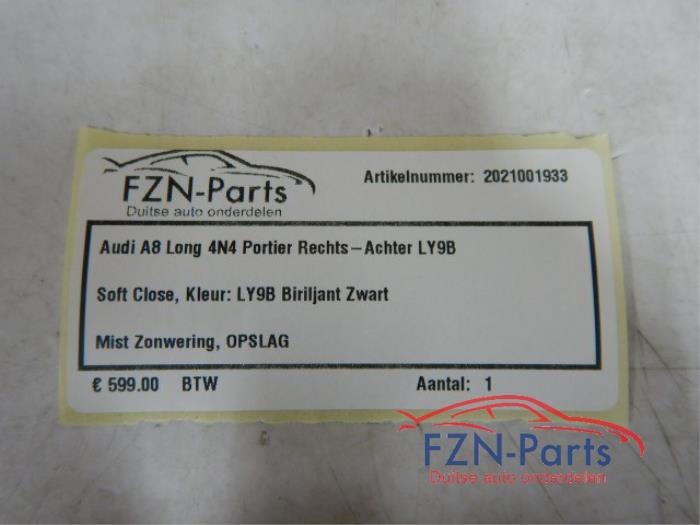 FZN-Parts
Duitse auto onderdelen
Artikelnummer: 2021001933
Audi A8 Long 4N4 Portier Rechts-Achter LY9B
Soft Close, Kleur: LY9B Biriljant Zwart
Mist Zonwering, OPSLAG
€ 599.00 BTW
Aantal: 1
FZN-Parts
Duitse auto onderdelen